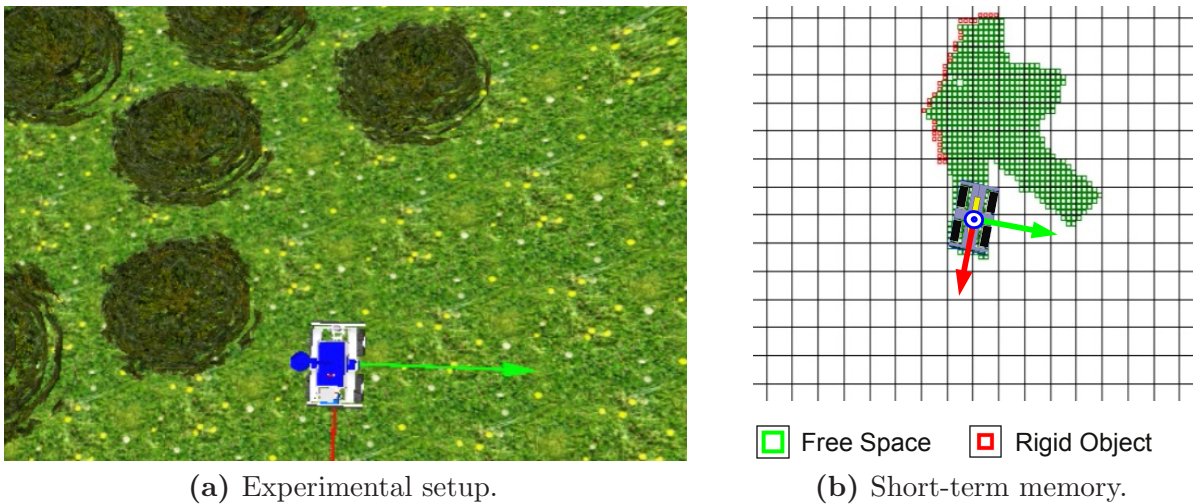 Free Space
Rigid Object
(a) Experimental setup.
(b) Short-term memory.